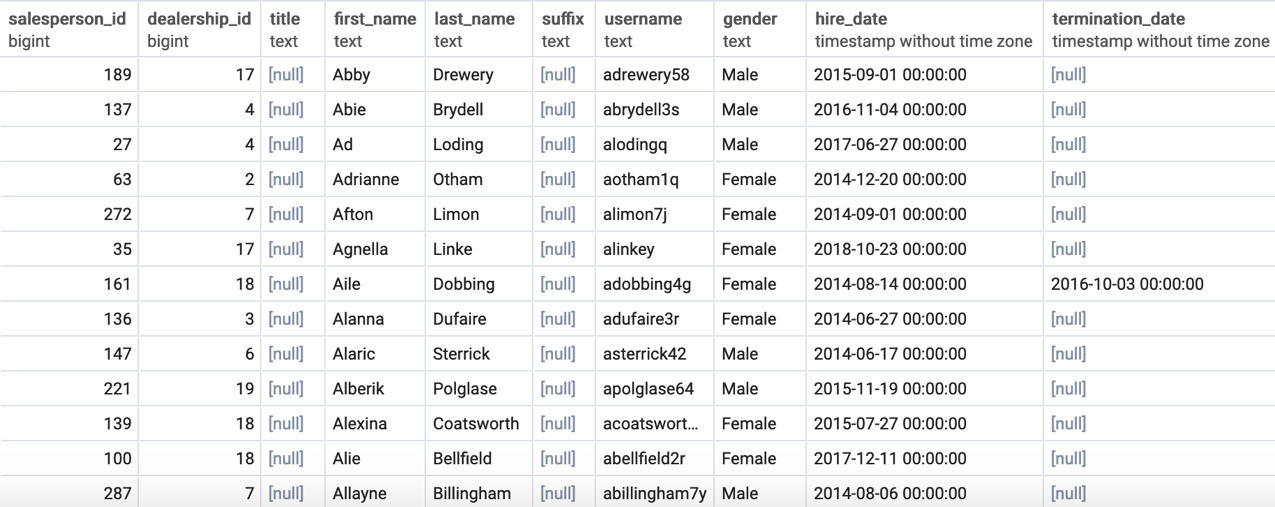 salesperson_id dealership_id title first_name last_name suffix username gender hire_date termination_date
bigint bigint text text text text text text timestamp without time zone timestamp without time zone
189 17 [null] Abby Drewery [null] adrewery58 Male 2015-09-01 00:00:00 [null]
137 4 [null] Abie Brydell [null] abrydell3s Male 2016-11-04 00:00:00 [null]
27 4 [null] Ad Loding [null] alodingq Male 2017-06-27 00:00:00 [null]
63 2 [null] Adrianne Otham [null] aotham1q Female 2014-12-20 00:00:00 [null]
272 7 [null] Afton Limon [null] alimon7j Female 2014-09-01 00:00:00 [null]
35 17 [null] Agnella Linke [null] alinkey Female 2018-10-23 00:00:00 [null]
161 18 [null] Aile Dobbing [null] adobbing4g Female 2014-08-14 00:00:00 2016-10-03 00:00:00
136 3 [null] Alanna Dufaire [null] adufaire3r Female 2014-06-27 00:00:00 [null]
147 6 [null] Alaric Sterrick [null] asterrick42 Male 2014-06-17 00:00:00 [null]
221 19 [null] Alberik Polglase [null] apolglase64 Male 2015-11-19 00:00:00 [null]
139 18 [null] Alexina Coatsworth [null] acoatswort... Female 2015-07-27 00:00:00 [null]
100 18 [null] Alie Bellfield [null] abellfield2r Female 2017-12-11 00:00:00 [null]
287 7 [null] Allayne Billingham [null] abillingham7y Male 2014-08-06 00:00:00 [null]